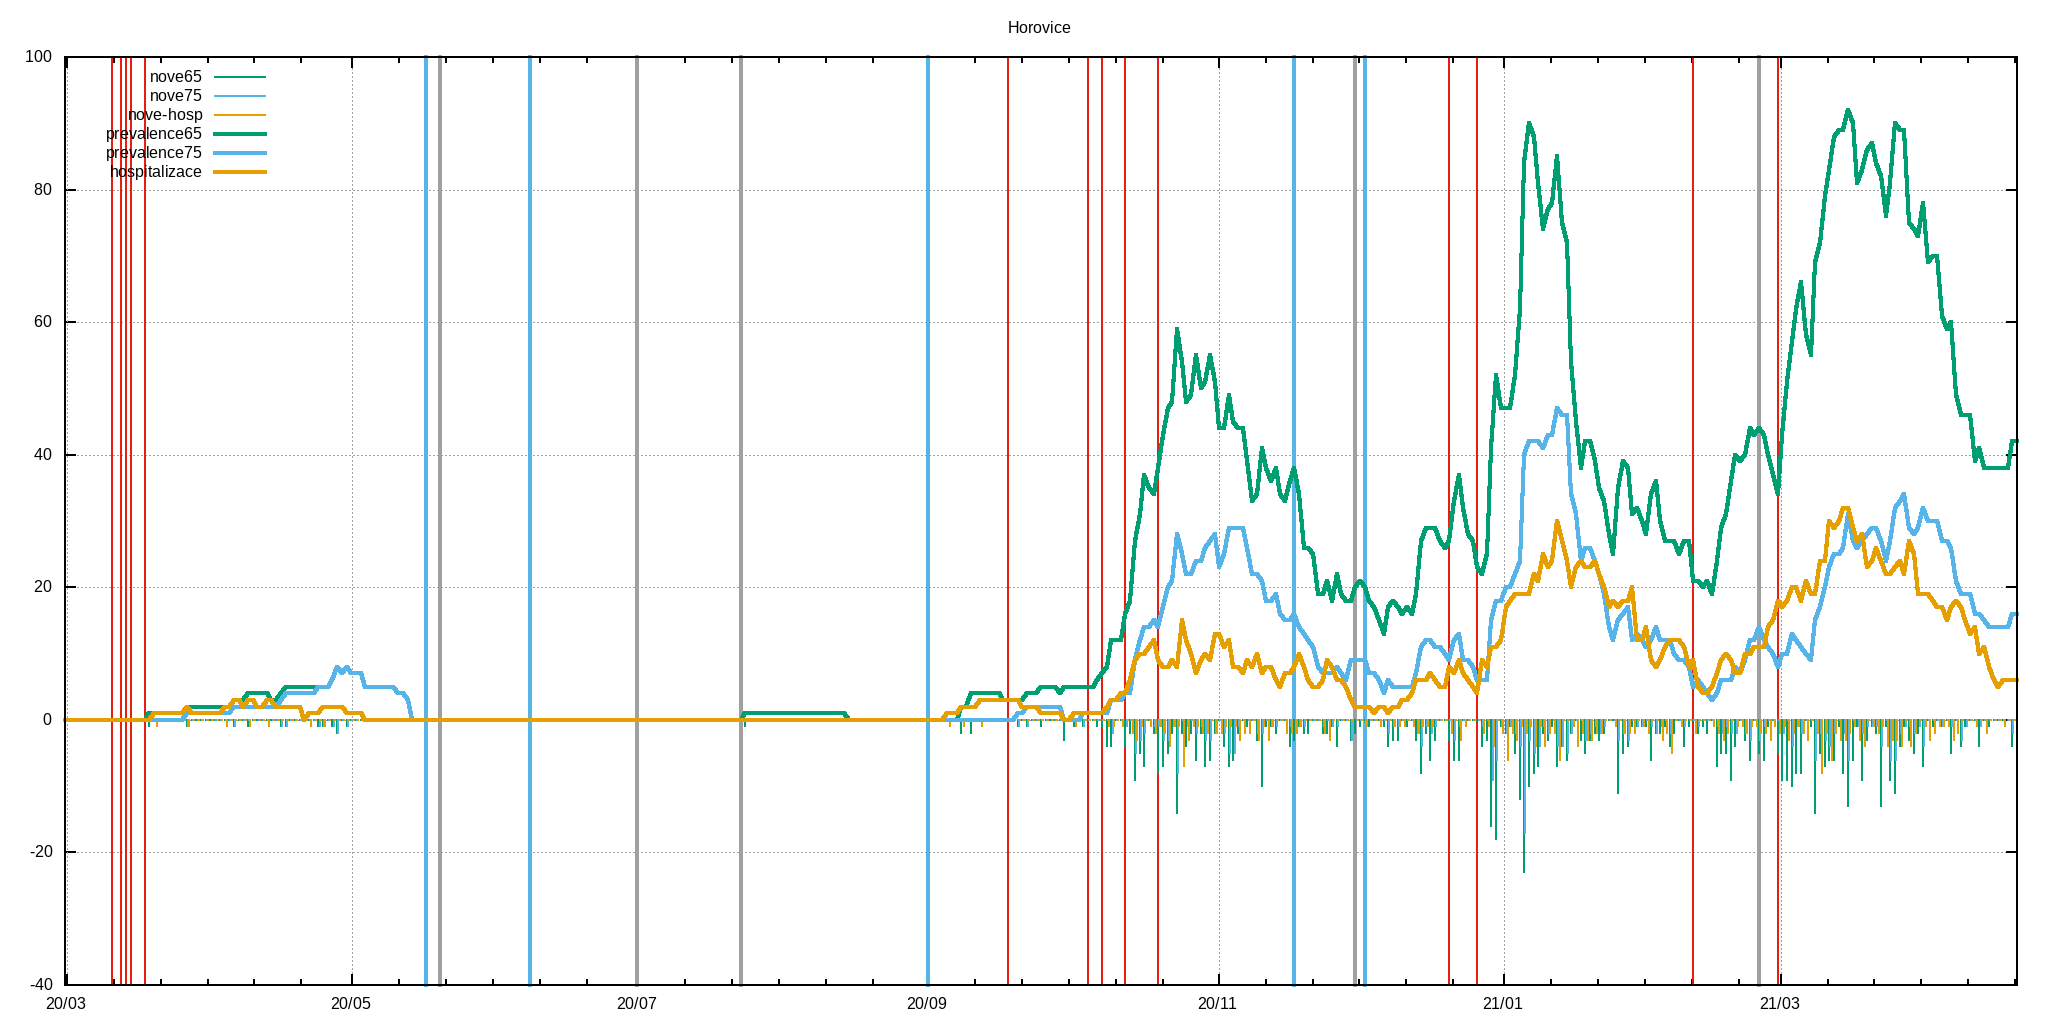 Horovice
100
80
60
40
20
0
-20
-40
nove65
nove75
nove-hosp
prevalence65
prevalence75
hospitalizace
20/03 20/05 20/07 20/09 20/11 21/01 21/03